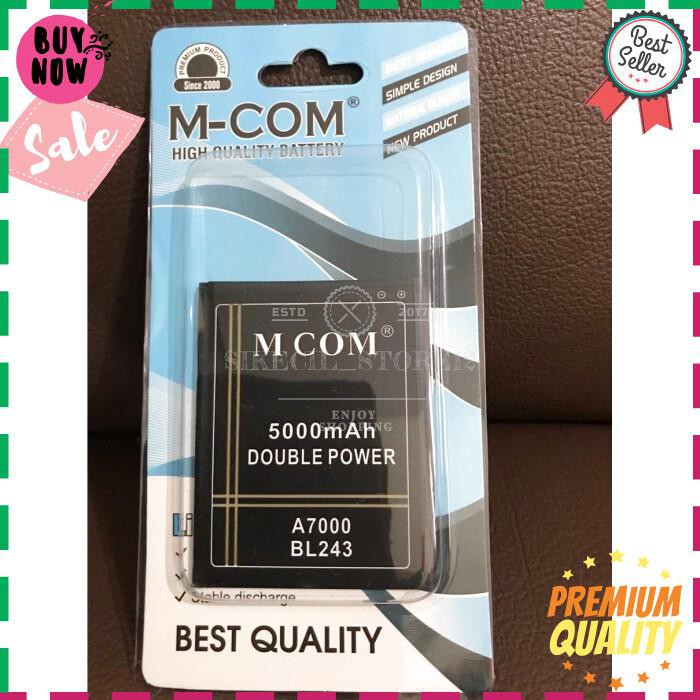 BUY
NOW
Sale
Best
Seller
PREMIUM PRODUCT
Since 2000
BEST QUALITY
SIMPLE DESIGN
MATERIAL QUALITY
NEW PRODUCT
M-COM®
HIGH QUALITY BATTERY
ESTD
2017
M COM®
SIKECIL_STORE12
ENJOY
SHOPPING
5000mAh
DOUBLE POWER
A7000
BL243
Stable discharge
BEST QUALITY
PREMIUM
QUALITY